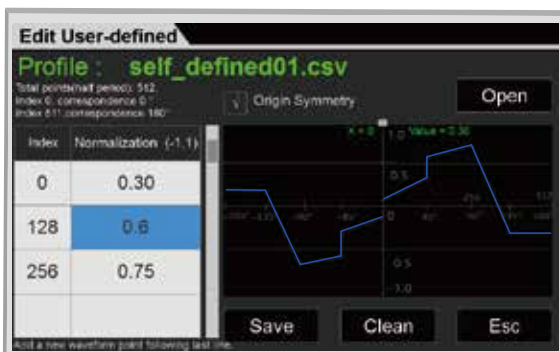 Edit User-defined
Profile : self_defined01.csv
Total points(half period): 512,
Index 0, correspondence 0°
Index 511,correspondence 180°
Origin Symmetry
Open
Index Normalization (-1,1)
0 0.30
128 0.6
256 0.75
X = 0 Value = 0.30
1.0
0.5
0
0.5
-1.0
Save Clean Esc
Add a new waveform point following last line.